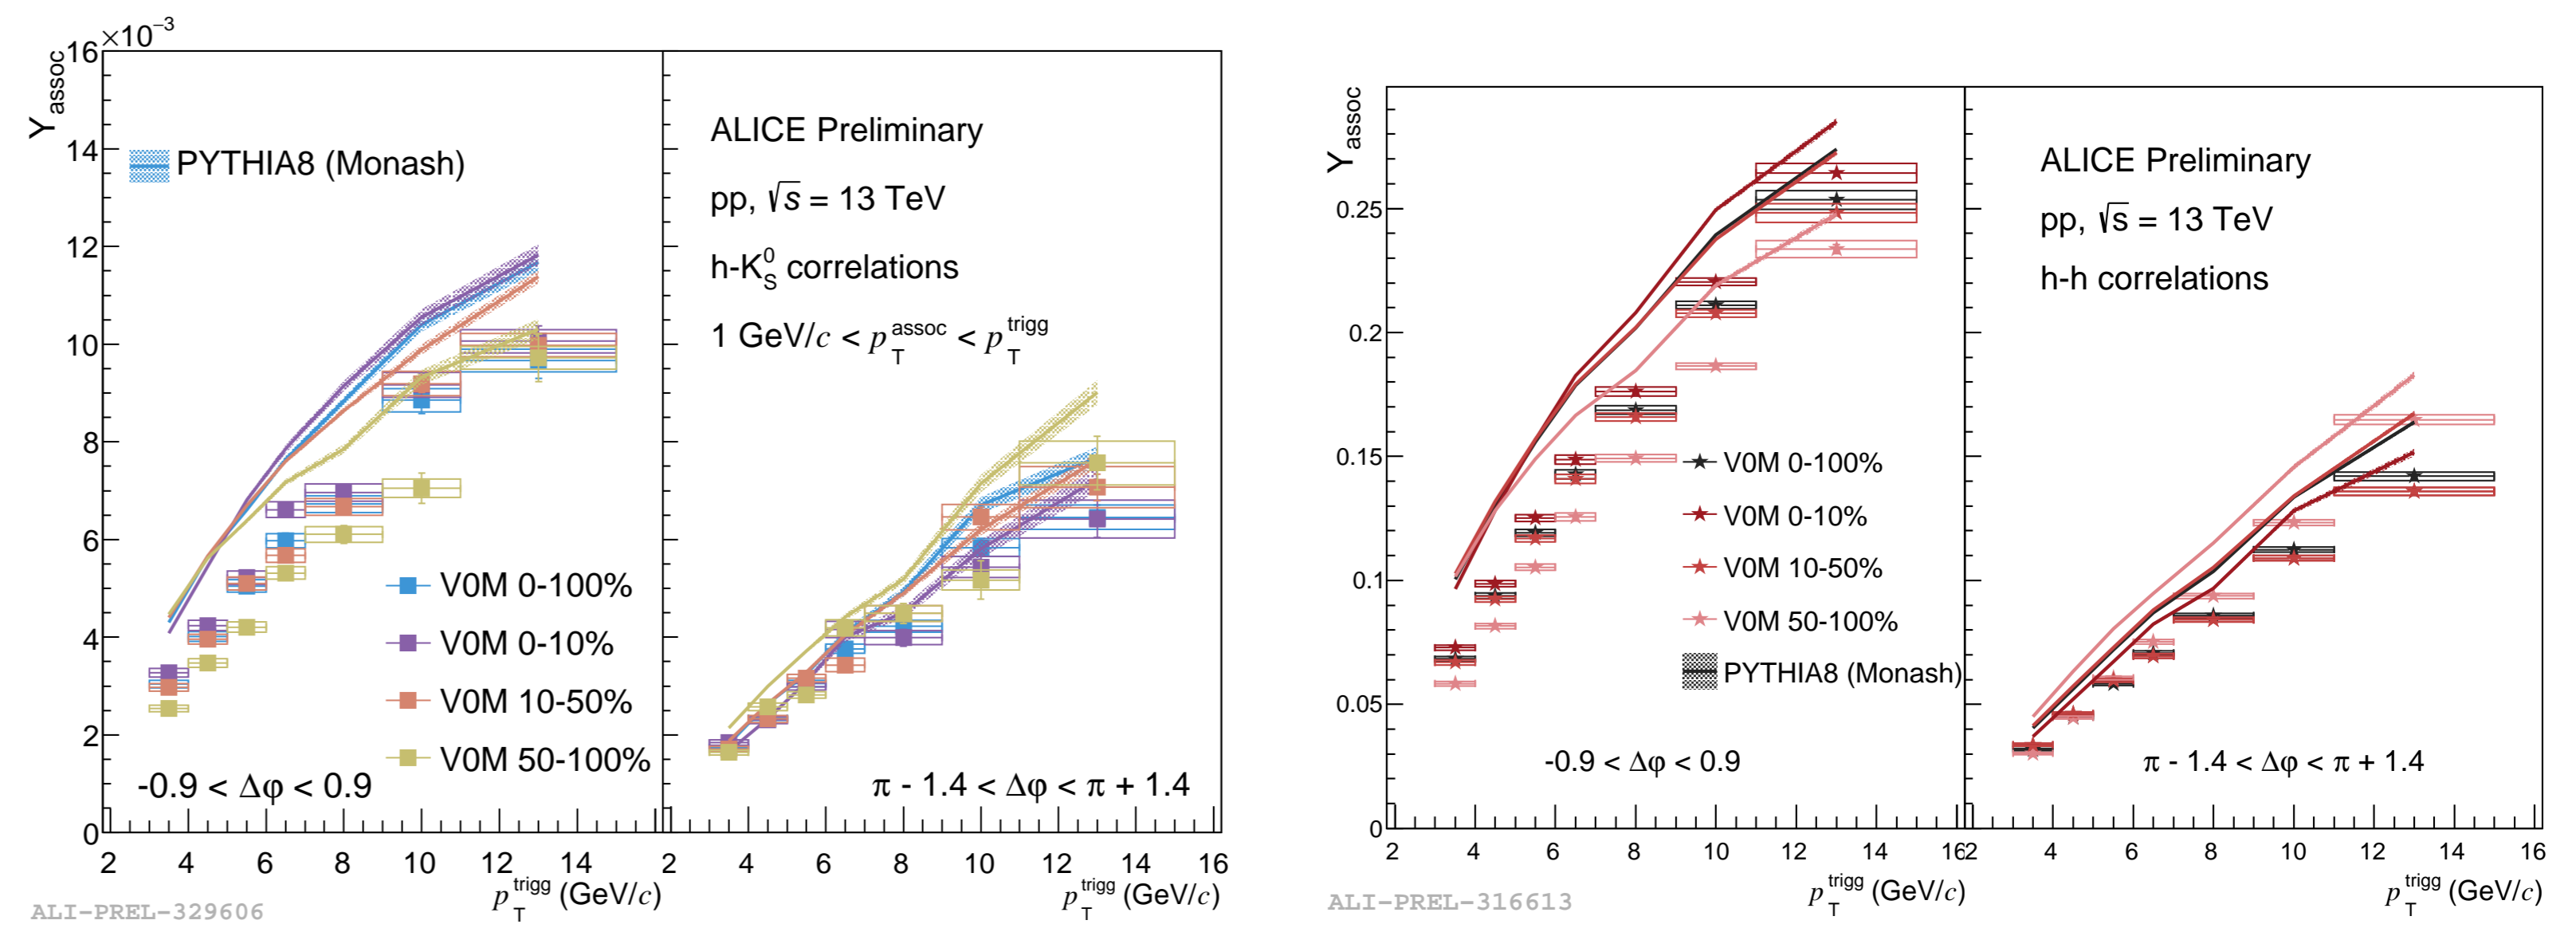 ×10⁻³
Y_assoc
16
14
12
10
8
6
4
2
0
PYTHIA8 (Monash)
V0M 0-100%
V0M 0-10%
V0M 10-50%
V0M 50-100%
-0.9 < Δφ < 0.9
2 4 6 8 10 12 14
p_T^trigg (GeV/c)
ALICE Preliminary
pp, √s = 13 TeV
h-K_S^0 correlations
1 GeV/c < p_T^assoc < p_T^trigg
π - 1.4 < Δφ < π + 1.4
2 4 6 8 10 12 14 16
p_T^trigg (GeV/c)
ALI-PREL-329606
Y_assoc
0.25
0.2
0.15
0.1
0.05
0
V0M 0-100%
V0M 0-10%
V0M 10-50%
V0M 50-100%
PYTHIA8 (Monash)
-0.9 < Δφ < 0.9
2 4 6 8 10 12 14 16
p_T^trigg (GeV/c)
ALICE Preliminary
pp, √s = 13 TeV
h-h correlations
π - 1.4 < Δφ < π + 1.4
2 4 6 8 10 12 14 16
p_T^trigg (GeV/c)
ALI-PREL-316613